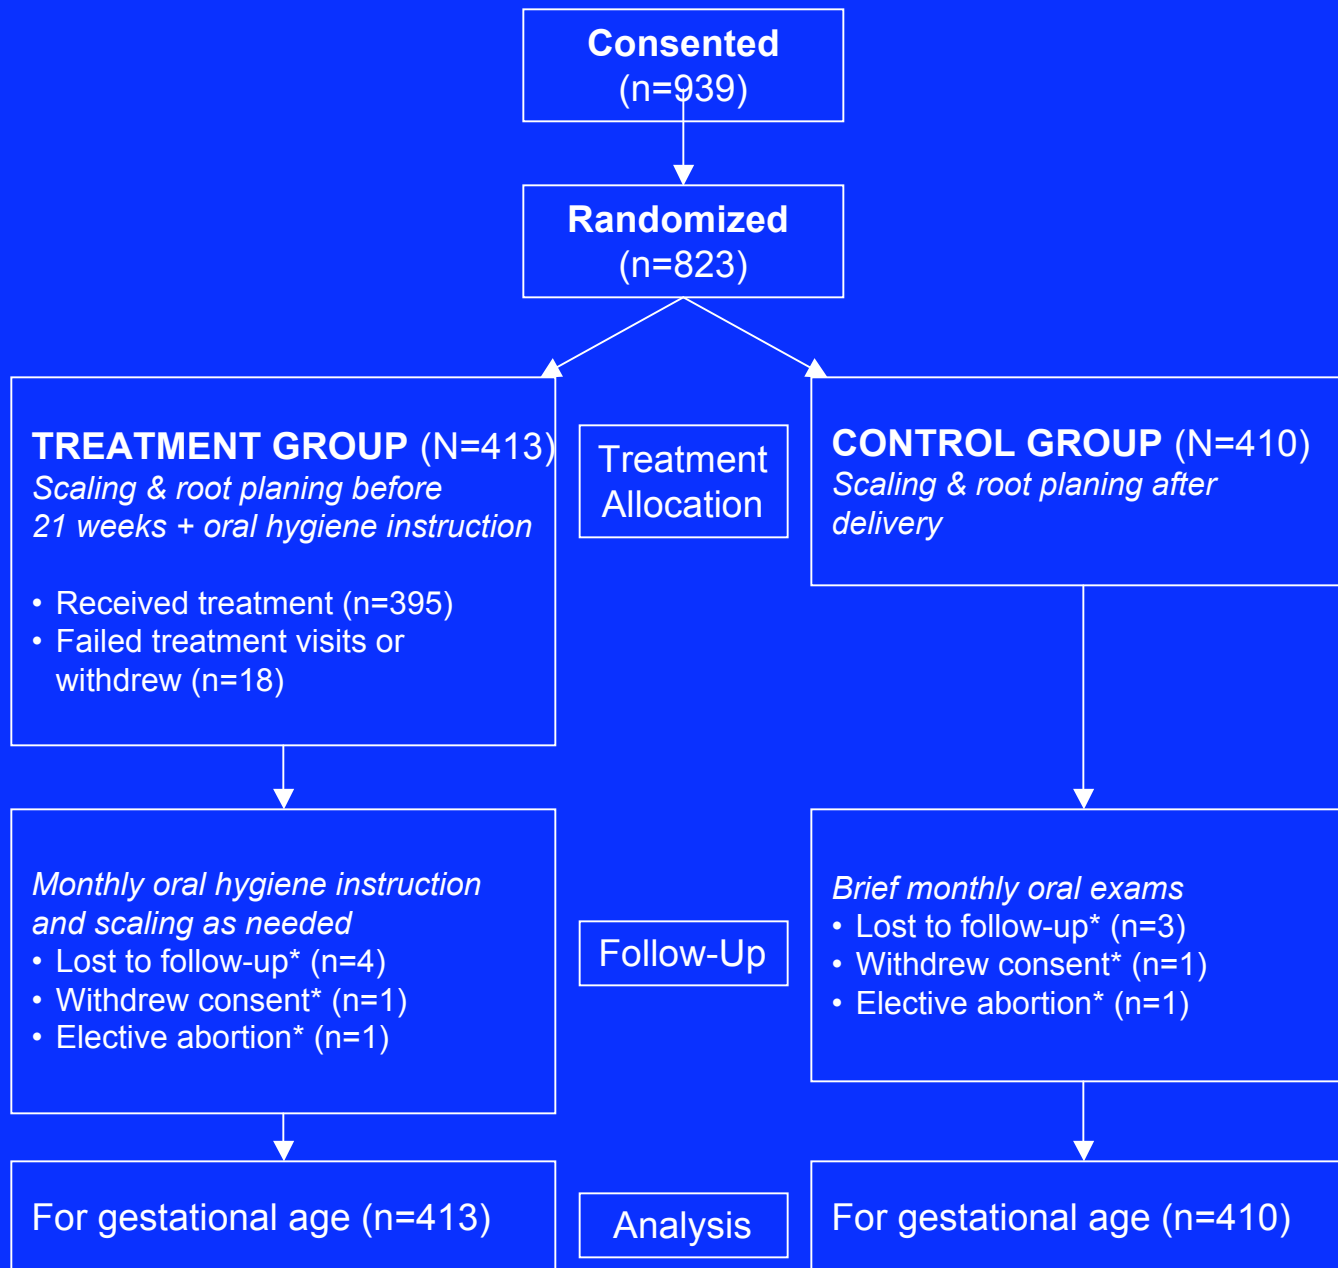 Consented
(n=939)
Randomized
(n=823)
TREATMENT GROUP (N=413)
Scaling & root planing before
21 weeks + oral hygiene instruction
• Received treatment (n=395)
• Failed treatment visits or
withdrew (n=18)
Treatment
Allocation
CONTROL GROUP (N=410)
Scaling & root planing after
delivery
Monthly oral hygiene instruction
and scaling as needed
• Lost to follow-up* (n=4)
• Withdrew consent* (n=1)
• Elective abortion* (n=1)
Follow-Up
Brief monthly oral exams
• Lost to follow-up* (n=3)
• Withdrew consent* (n=1)
• Elective abortion* (n=1)
For gestational age (n=413)
Analysis
For gestational age (n=410)